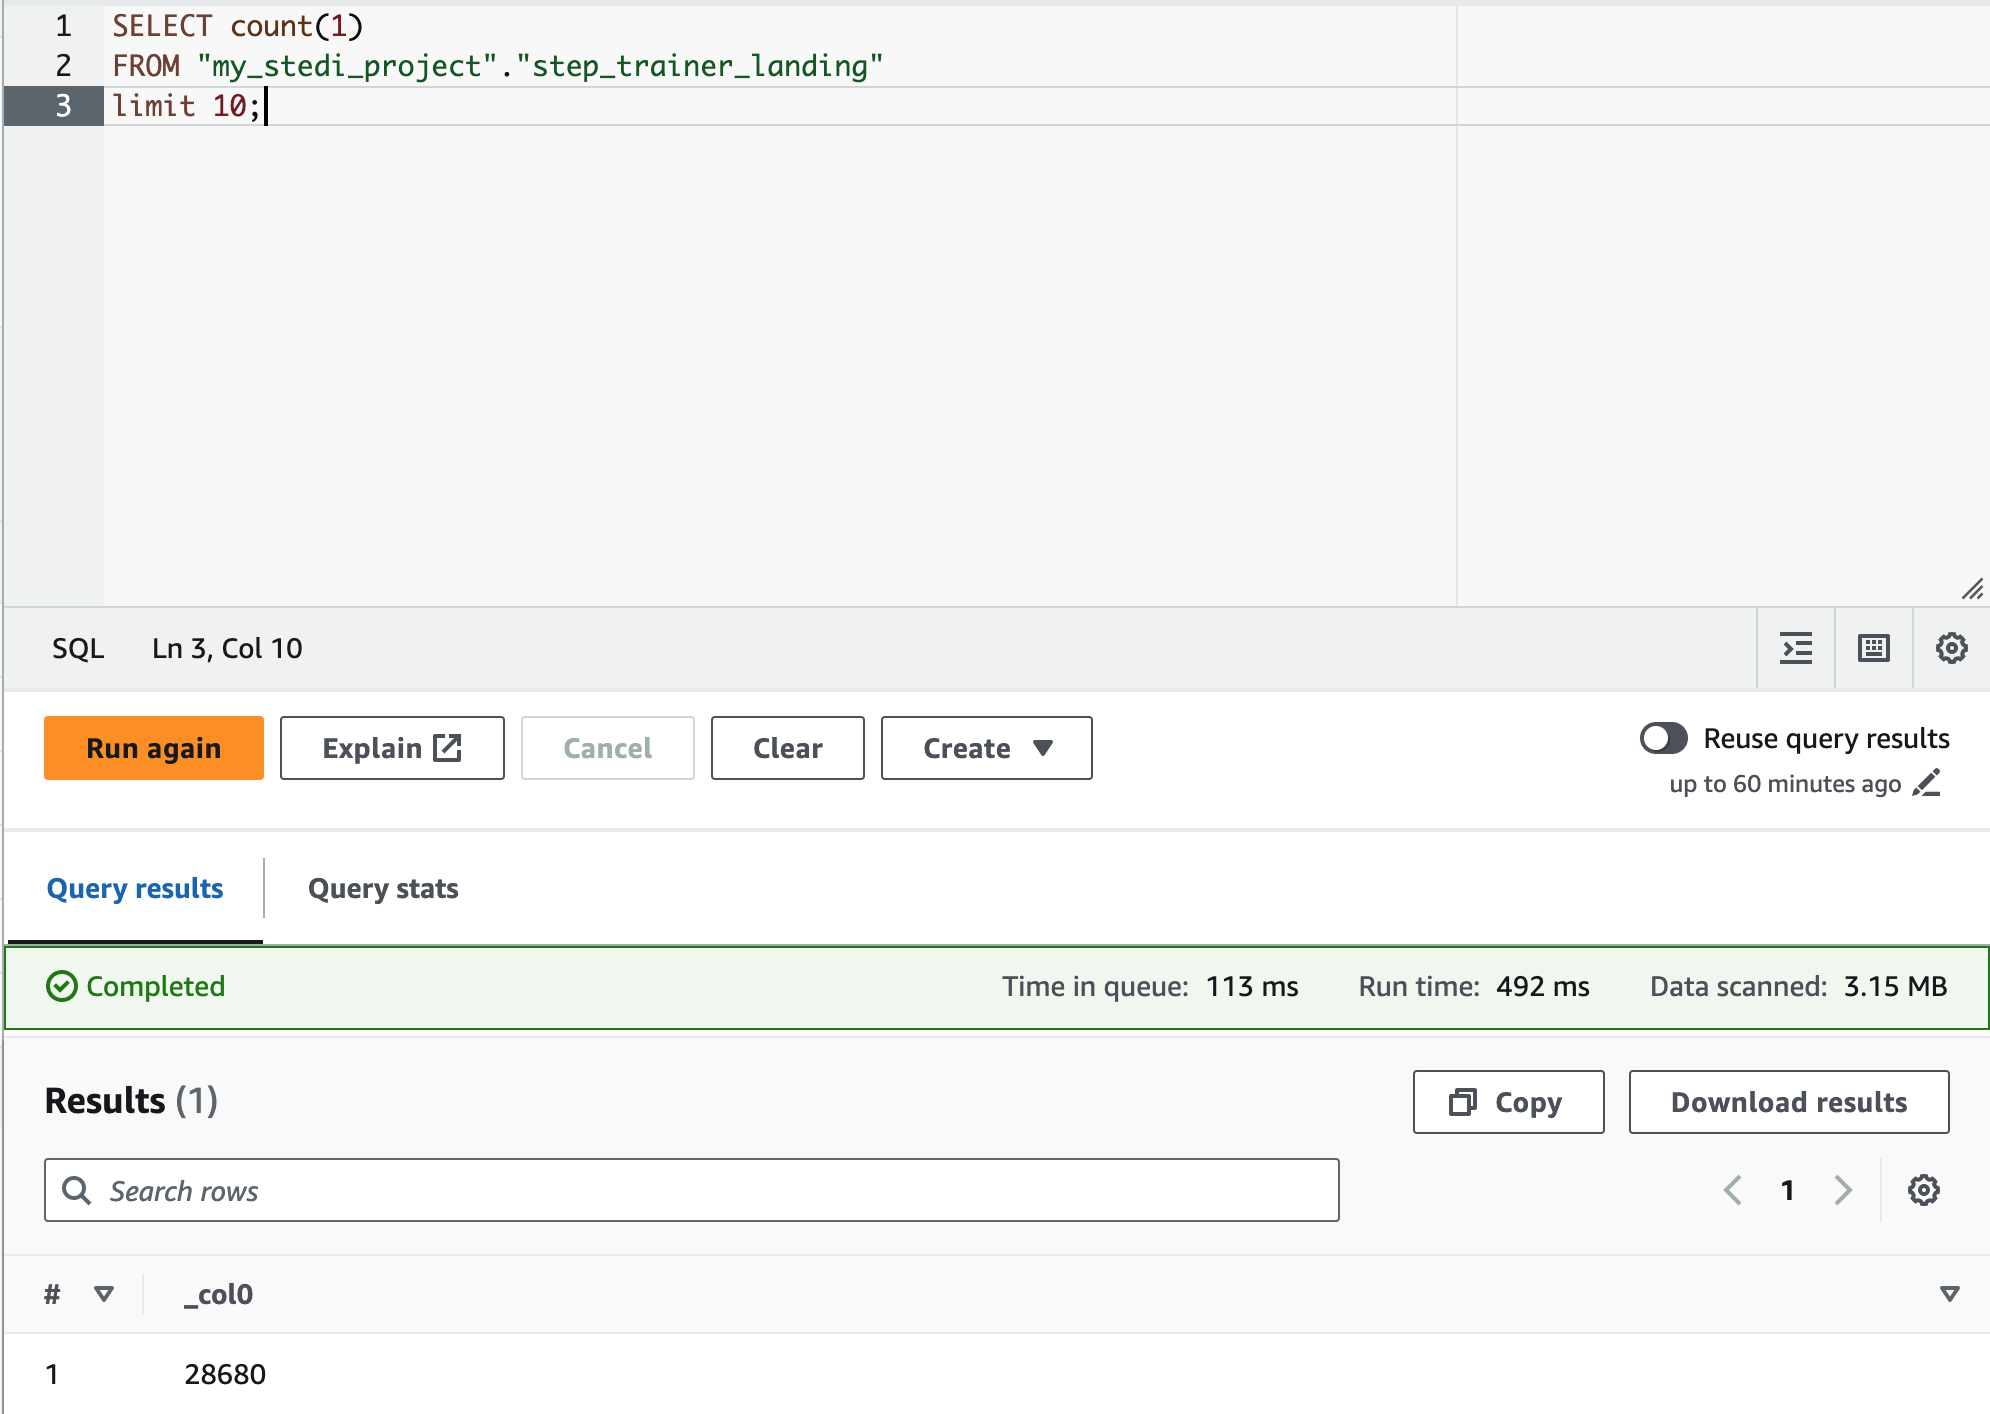 1 SELECT count(1)
2 FROM "my_stedi_project"."step_trainer_landing"
3 limit 10;
SQL Ln 3, Col 10
Run again Explain Cancel Clear Create Reuse query results
up to 60 minutes ago
Query results Query stats
Completed Time in queue: 113 ms Run time: 492 ms Data scanned: 3.15 MB
Results (1) Copy Download results
Search rows 1
# _col0
1 28680